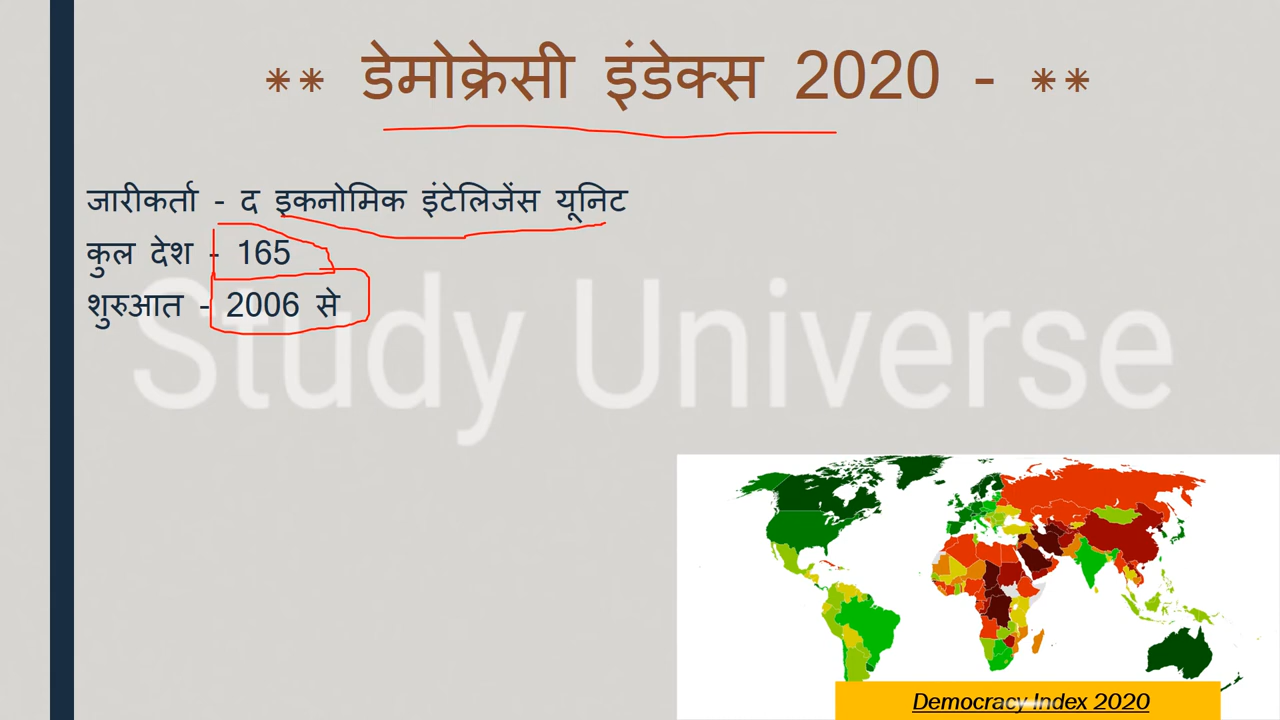 ** डेमोक्रेसी इंडेक्स 2020 - **
जारीकर्ता - द इकनोमिक इंटेलिजेंस यूनिट
कुल देश - 165
शुरुआत - 2006 से
Study Universe
Democracy Index 2020